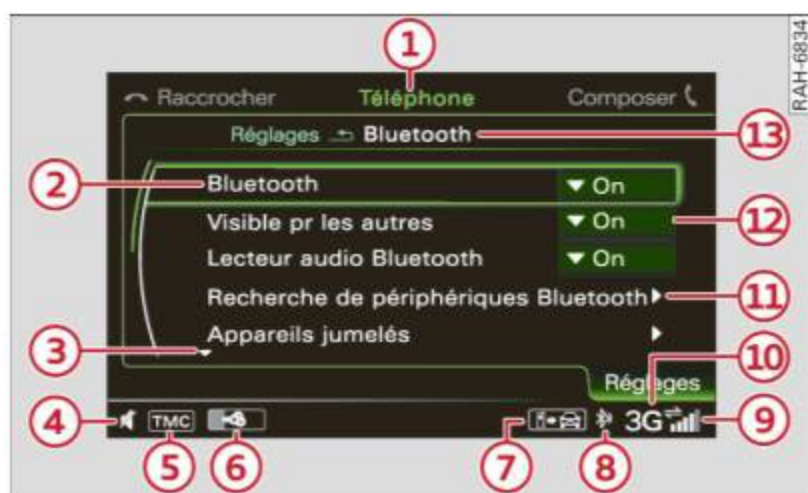 RAH-6834
1
Raccrocher Téléphone Composer
Réglages Bluetooth 13
2 Bluetooth On
Visible pr les autres On 12
Lecteur audio Bluetooth On
Recherche de périphériques Bluetooth 11
3 Appareils jumelés
10
Réglages
4 TMC 3G 9
5 6 7 8